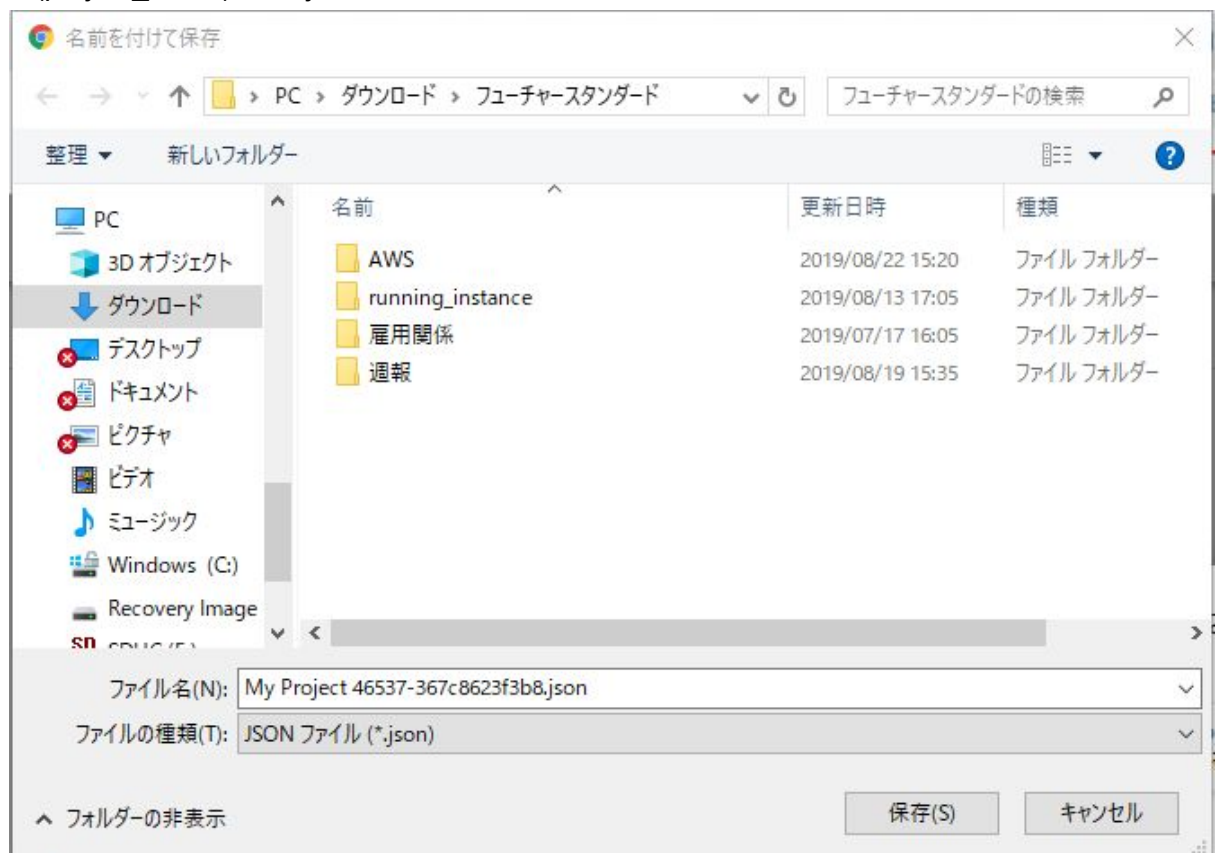 名前を付けて保存
PC › ダウンロード › フューチャースタンダード
フューチャースタンダードの検索
整理 新しいフォルダー
名前 更新日時 種類
PC
3D オブジェクト
ダウンロード
デスクトップ
ドキュメント
ピクチャ
ビデオ
ミュージック
Windows (C:)
Recovery Image
AWS 2019/08/22 15:20 ファイル フォルダー
running_instance 2019/08/13 17:05 ファイル フォルダー
雇用関係 2019/07/17 16:05 ファイル フォルダー
週報 2019/08/19 15:35 ファイル フォルダー
ファイル名(N): My Project 46537-367c8623f3b8.json
ファイルの種類(T): JSON ファイル (*.json)
フォルダーの非表示 保存(S) キャンセル